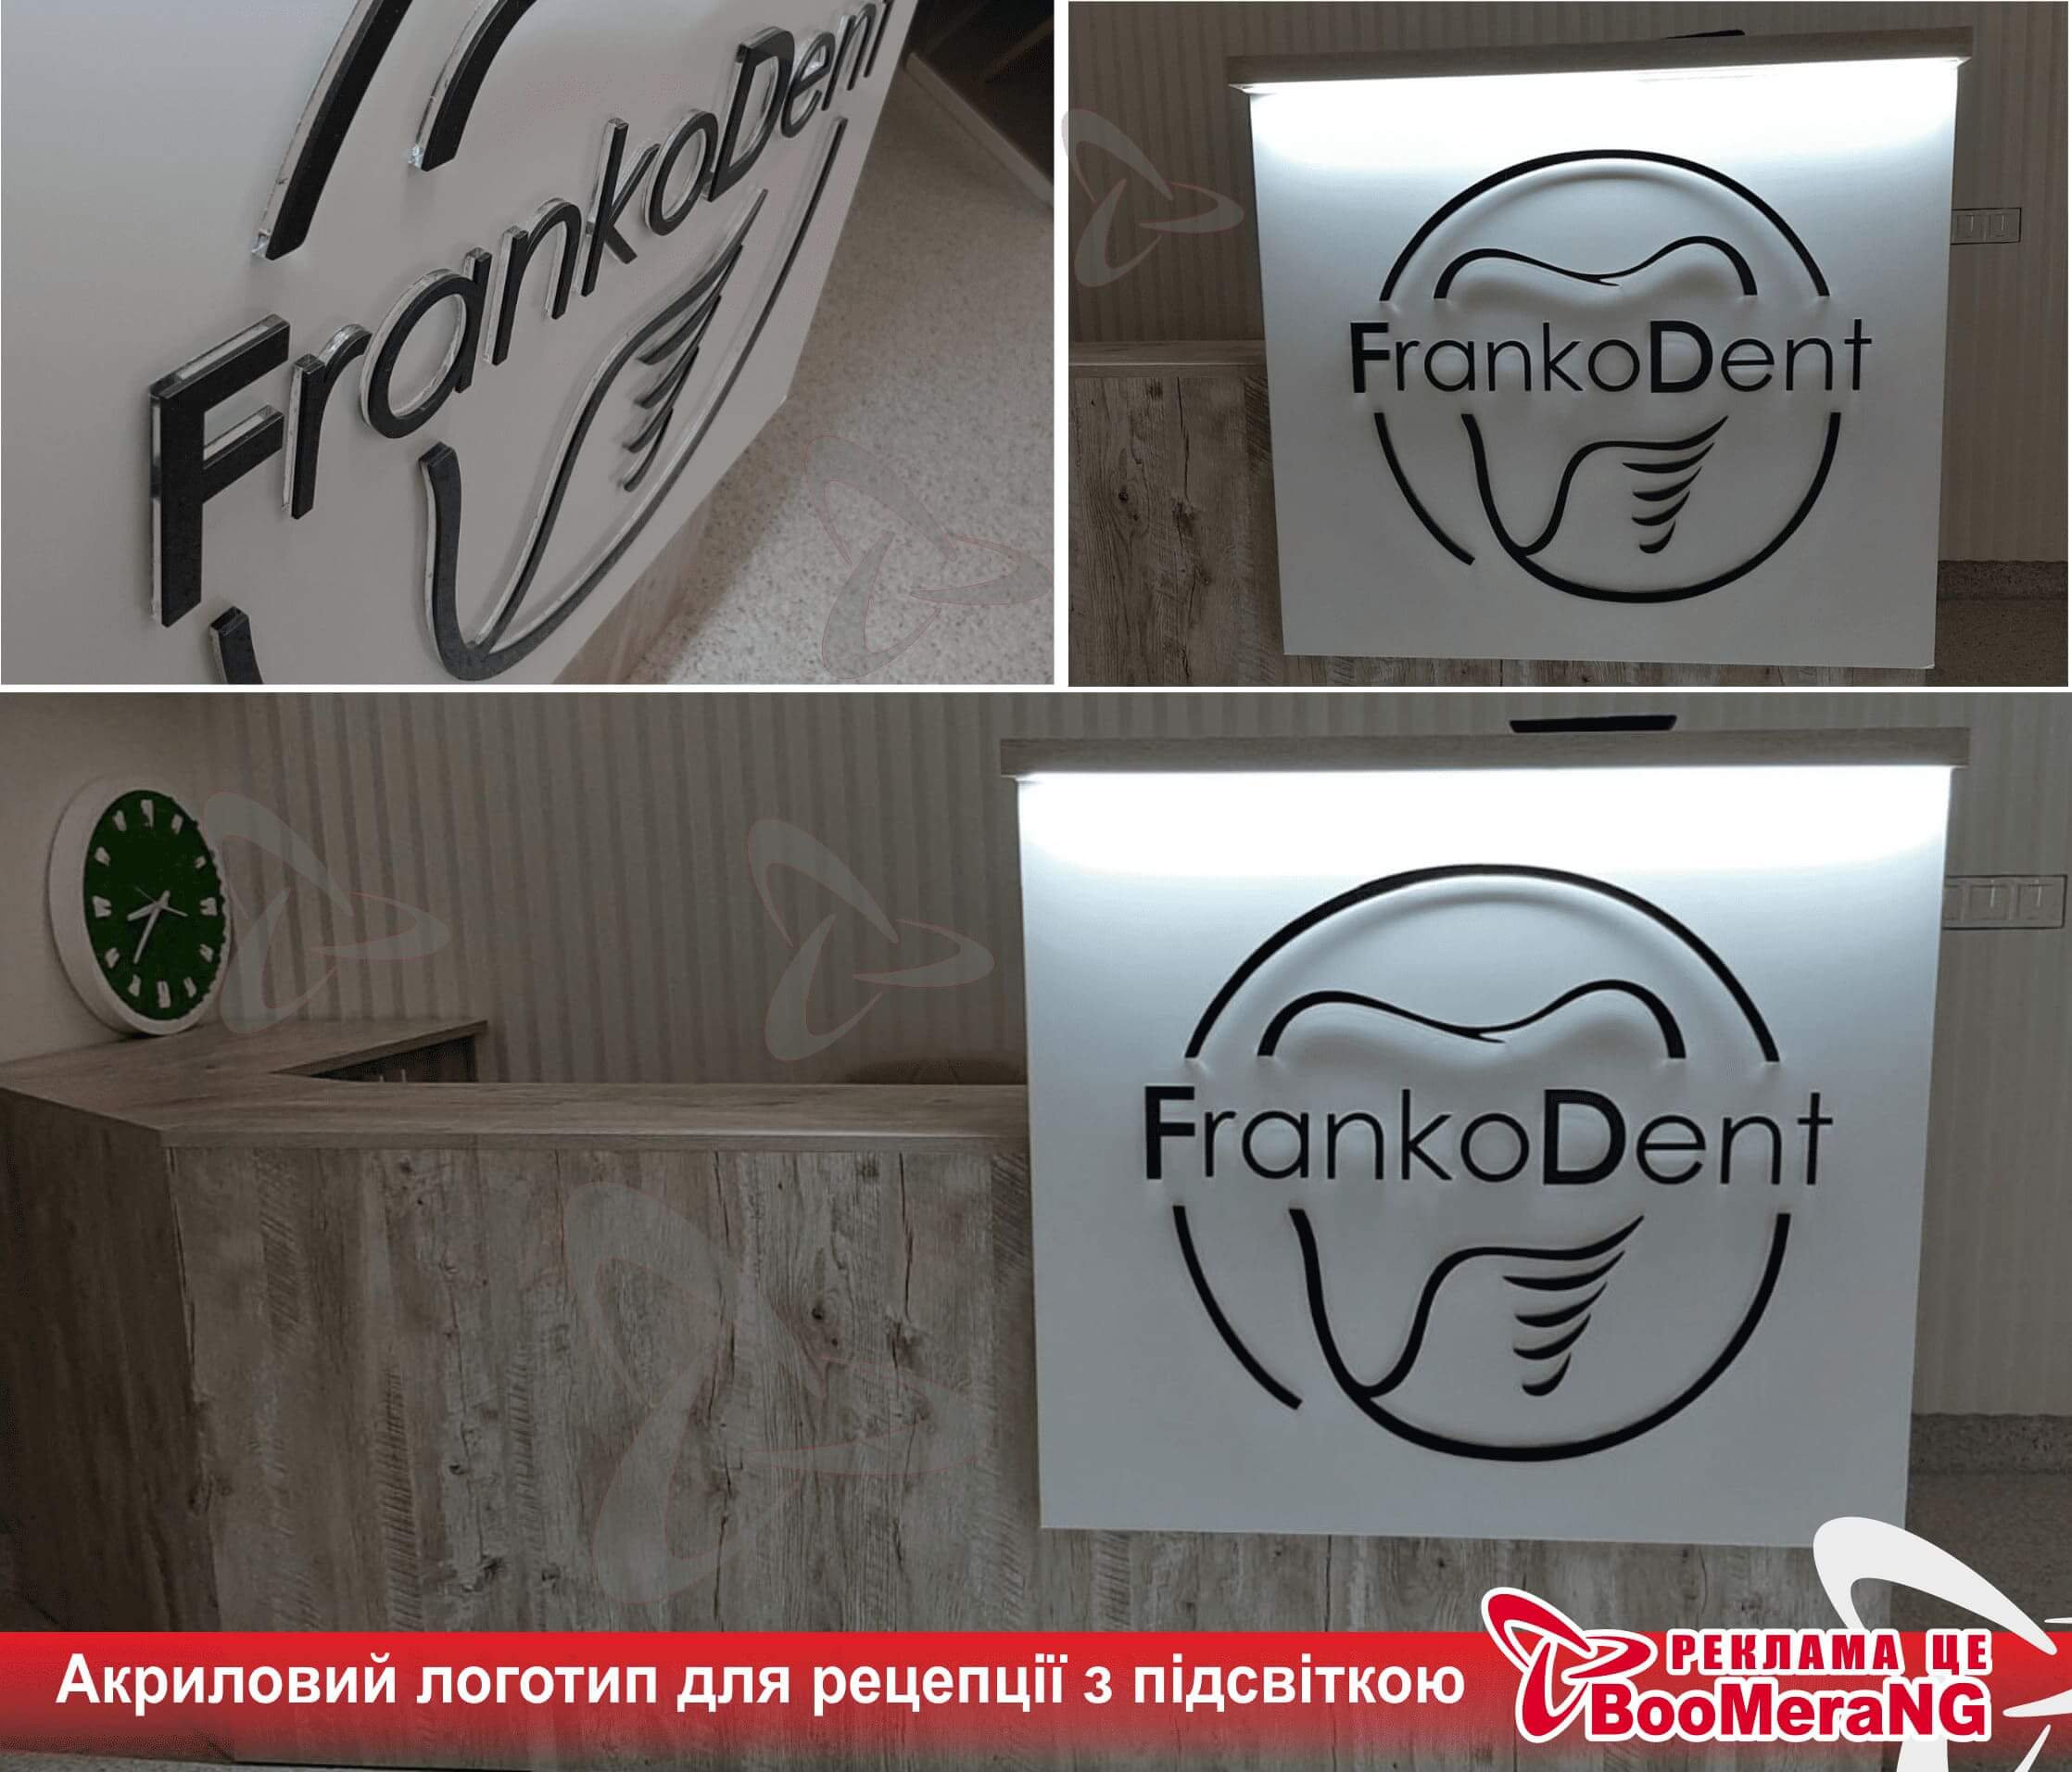 FrankoDent
FrankoDent
FrankoDent
Акриловий логотип для рецепції з підсвіткою
РЕКЛАМА ЦЕ
BooMeraNG